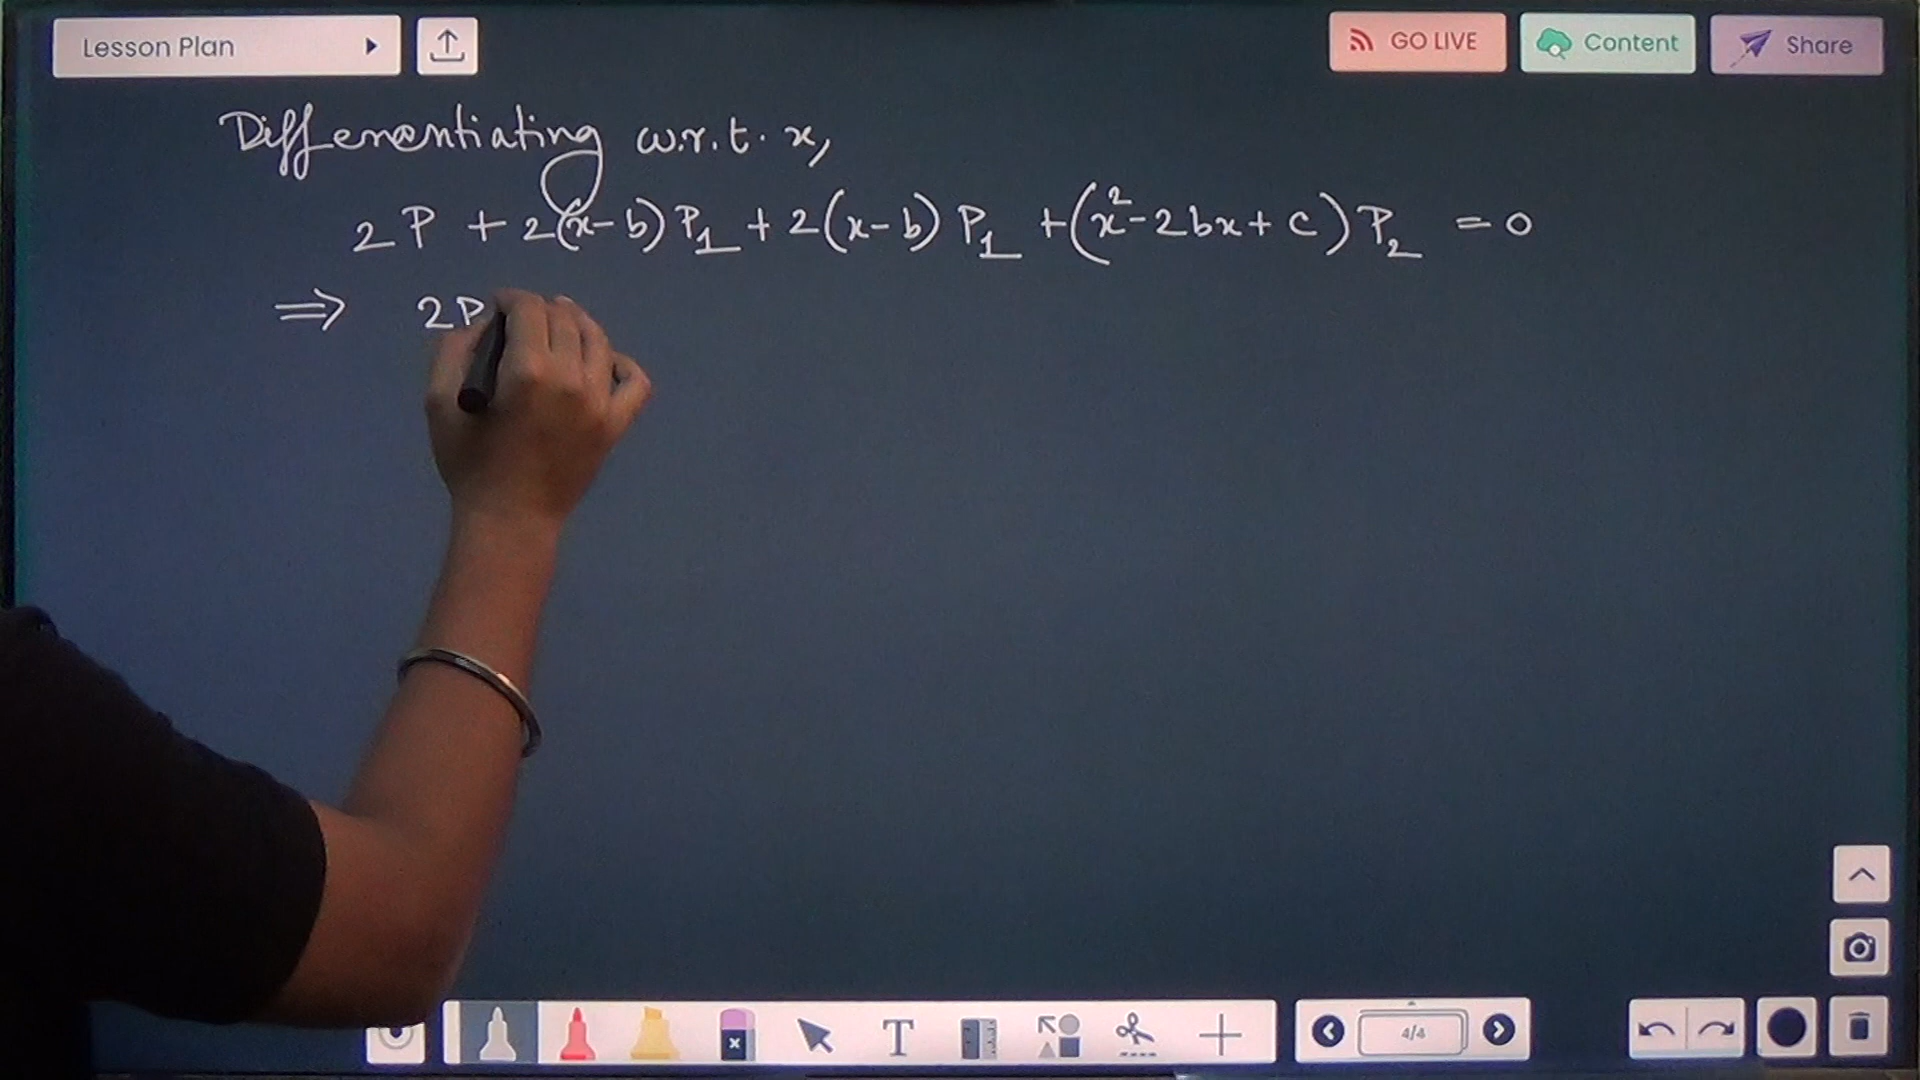 Lesson Plan GO LIVE Content Share
Differentiating w.r.t. x,
2P + 2(x-b)P₁ + 2(x-b)P₁ + (x²-2bx+c)P₂ = 0
⇒ 2P
T 4/4